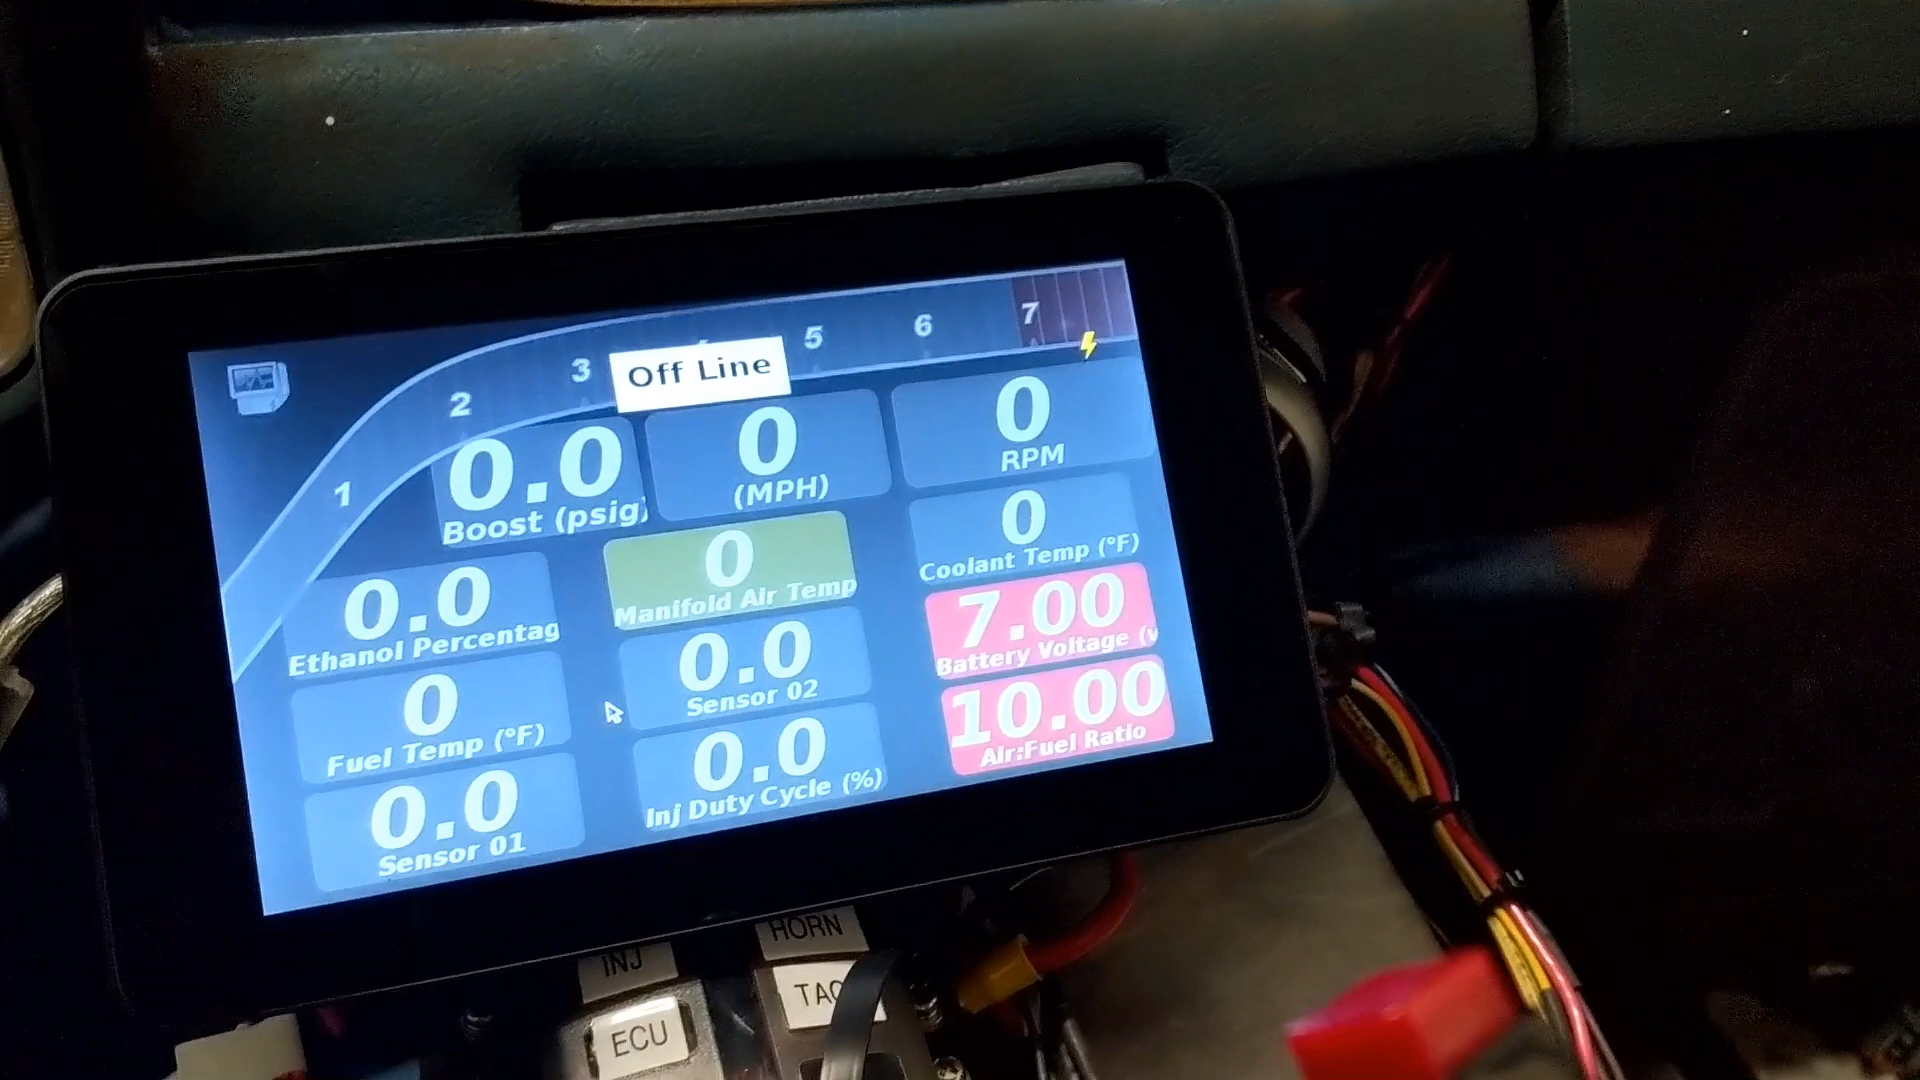 1
2
3
5
6
7
Off Line
0.0
Boost (psig)
0
(MPH)
0
RPM
0.0
Ethanol Percentag
0
Manifold Air Temp
0
Coolant Temp (°F)
0
Fuel Temp (°F)
0.0
Sensor 02
7.00
Battery Voltage (v
0.0
Sensor 01
0.0
Inj Duty Cycle (%)
10.00
Air:Fuel Ratio
INJ
HORN
ECU
TAC